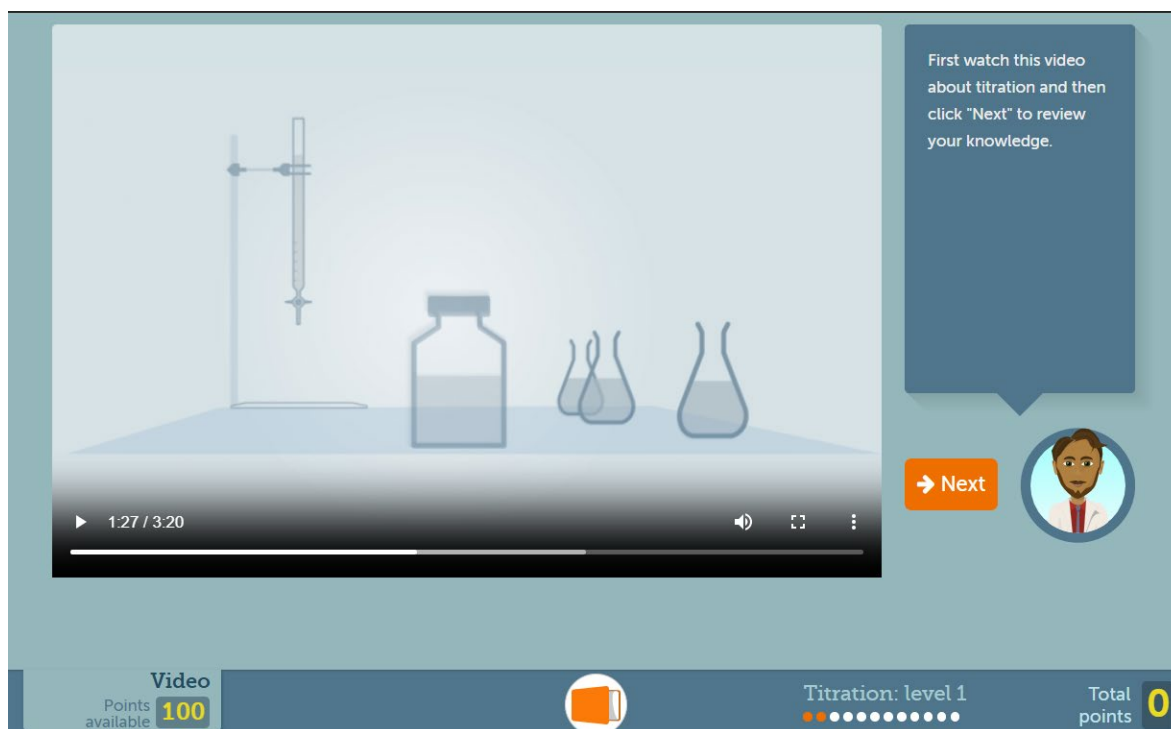 First watch this video
about titration and then
click "Next" to review
your knowledge.
Next
1:27 / 3:20
Video
Points
available
100
Titration: level 1
Total
points
0